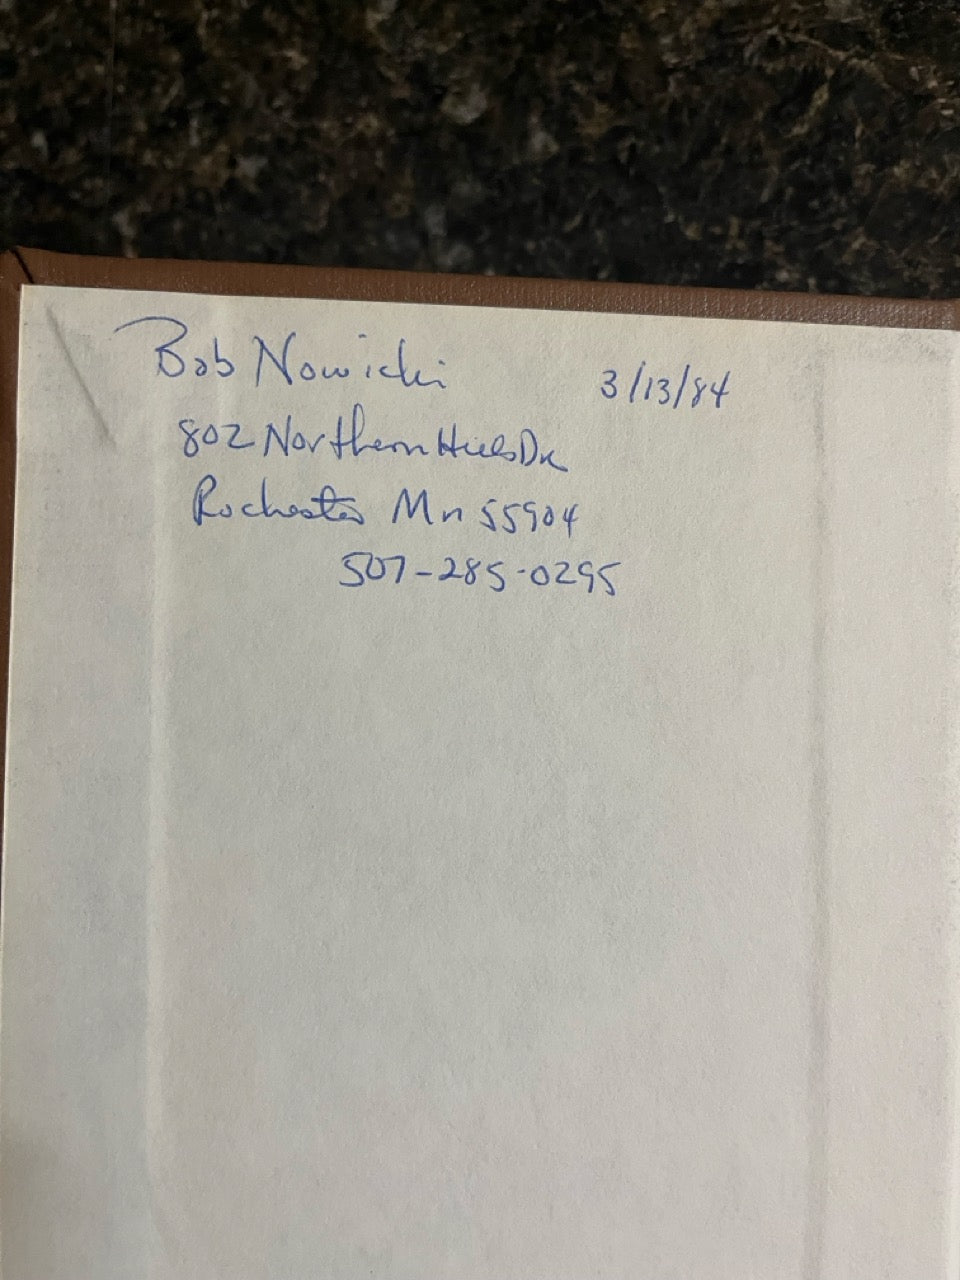 Bob Nowicki 3/13/84
802 Northern Hills Dr
Rochester Mn 55904
507-285-0295